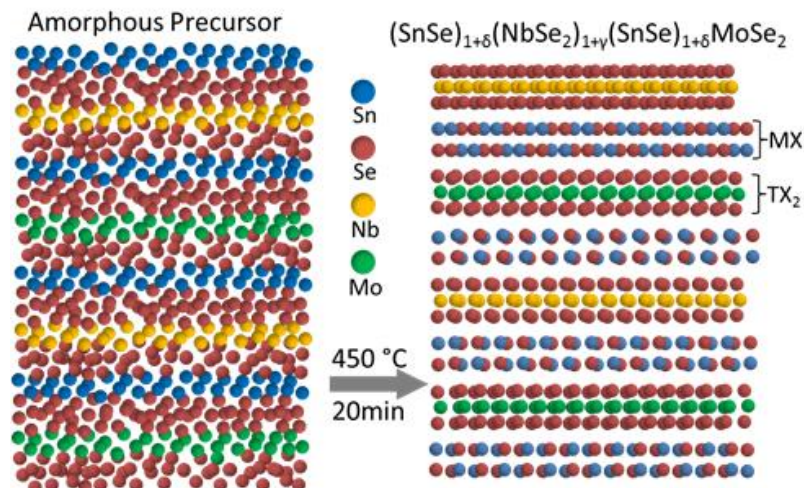 Amorphous Precursor
(SnSe)₁₊δ(NbSe₂)₁₊γ(SnSe)₁₊δMoSe₂
Sn
Se
Nb
Mo
MX
TX₂
450 °C
20min